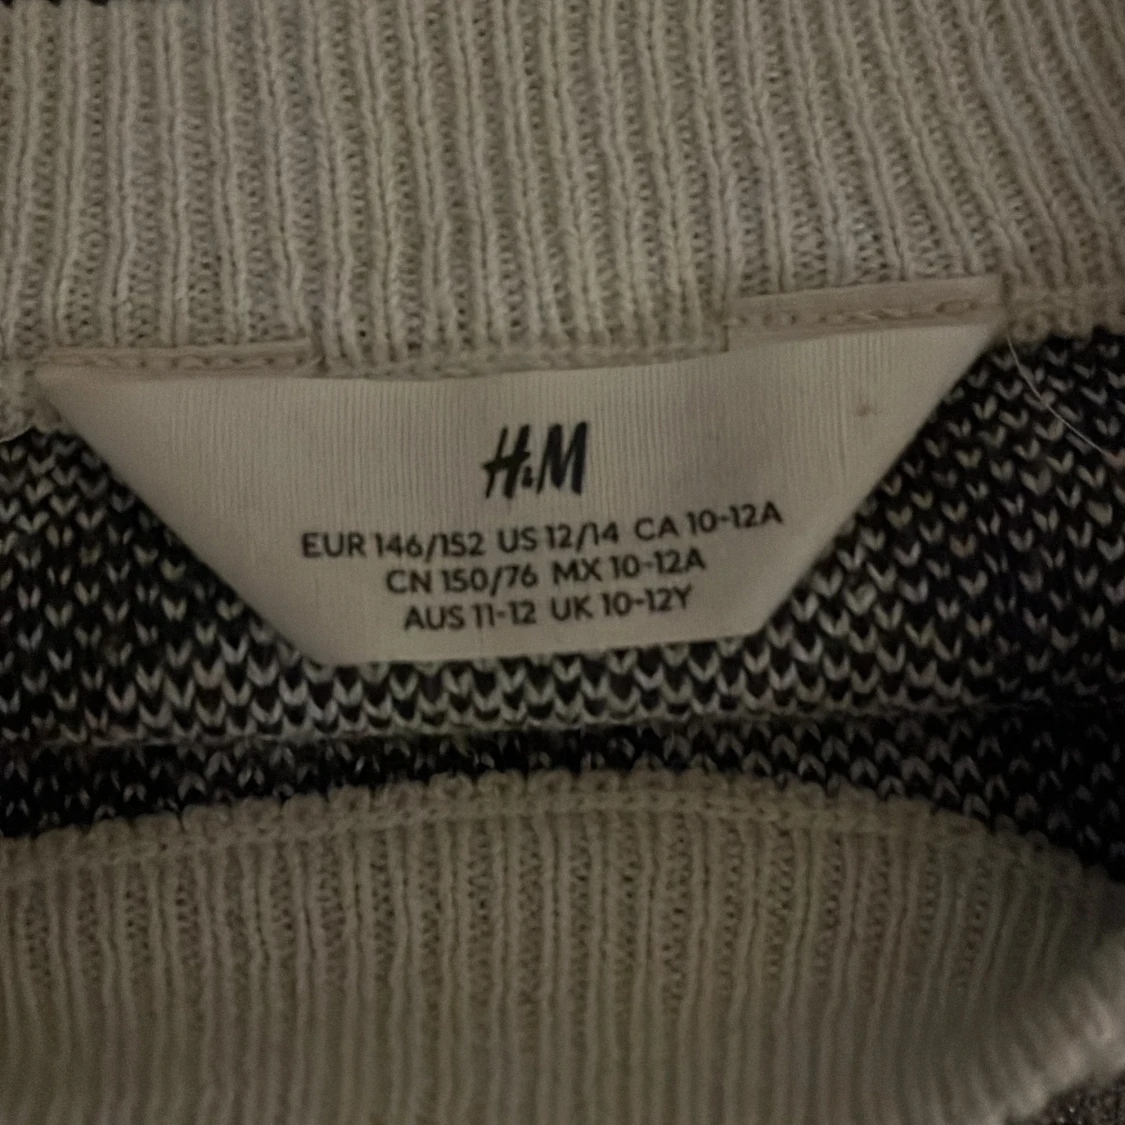 H&M
EUR 146/152 US 12/14 CA 10-12A
CN 150/76 MX 10-12A
AUS 11-12 UK 10-12Y